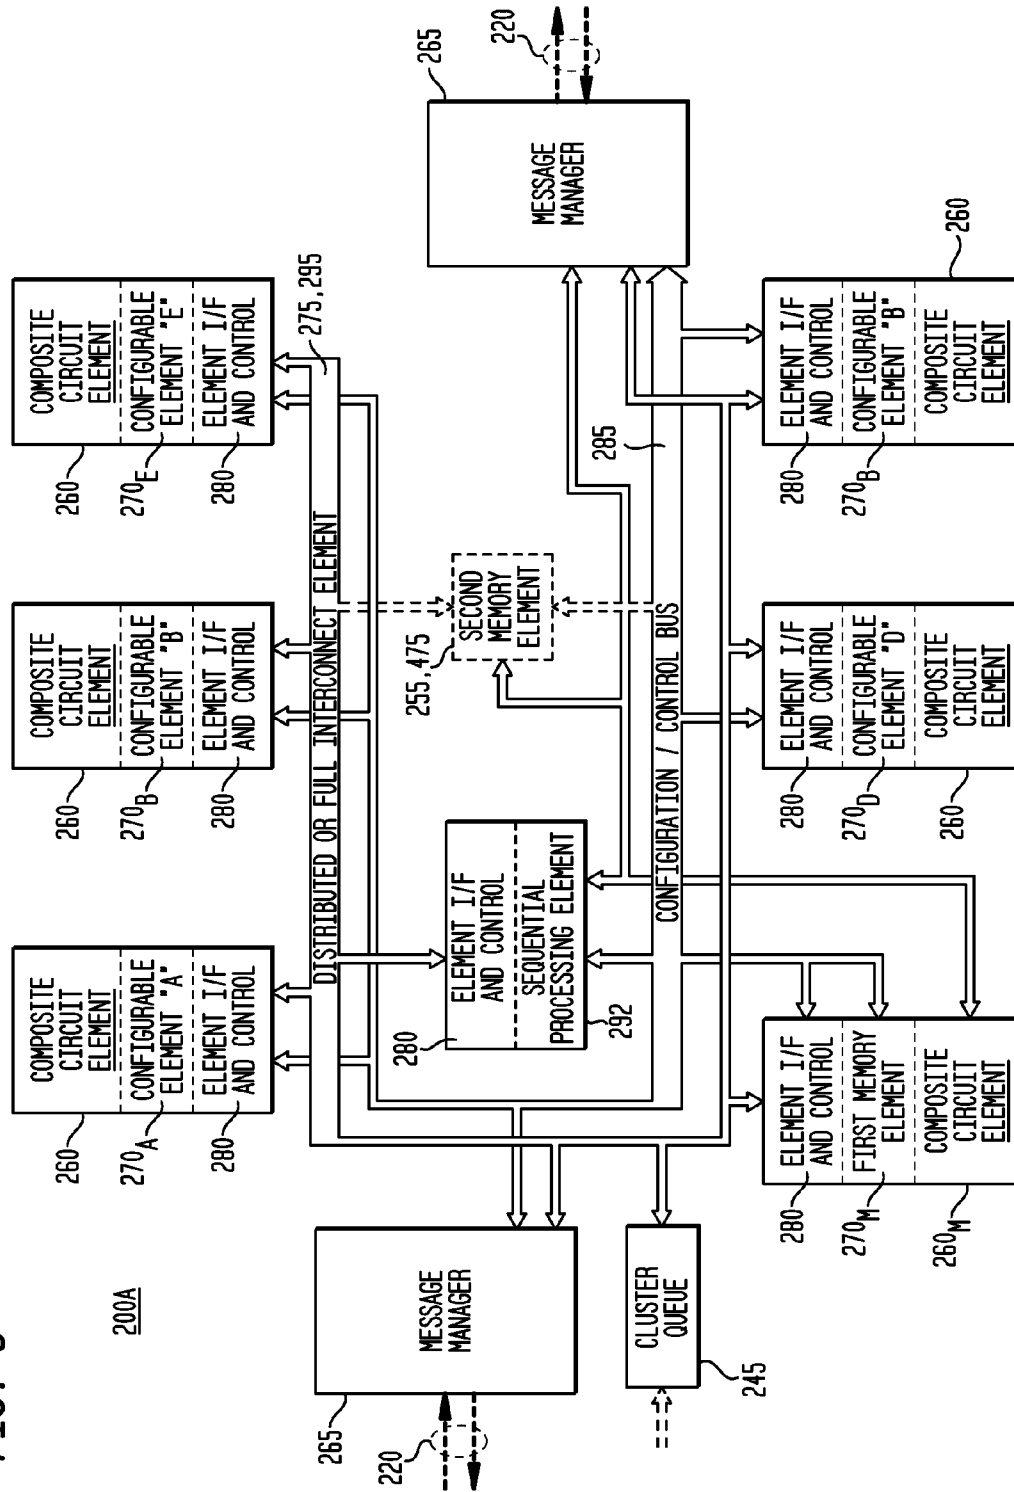 200A
COMPOSITE
CIRCUIT
ELEMENT
CONFIGURABLE
ELEMENT "A"
ELEMENT I/F
AND CONTROL
260
270A
280
COMPOSITE
CIRCUIT
ELEMENT
CONFIGURABLE
ELEMENT "B"
ELEMENT I/F
AND CONTROL
260
270B
280
COMPOSITE
CIRCUIT
ELEMENT
CONFIGURABLE
ELEMENT "E"
ELEMENT I/F
AND CONTROL
260
270E
280
275,295
DISTRIBUTED OR FULL INTERCONNECT ELEMENT
265
MESSAGE
MANAGER
220
280
ELEMENT I/F
AND CONTROL
SEQUENTIAL
PROCESSING ELEMENT
292
255,475
SECOND
MEMORY
ELEMENT
265
MESSAGE
MANAGER
220
285
CONFIGURATION / CONTROL BUS
CLUSTER
QUEUE
245
280
270M
260M
ELEMENT I/F
AND CONTROL
FIRST MEMORY
ELEMENT
COMPOSITE
CIRCUIT
ELEMENT
280
270D
260
ELEMENT I/F
AND CONTROL
CONFIGURABLE
ELEMENT "D"
COMPOSITE
CIRCUIT
ELEMENT
280
270B
260
ELEMENT I/F
AND CONTROL
CONFIGURABLE
ELEMENT "B"
COMPOSITE
CIRCUIT
ELEMENT